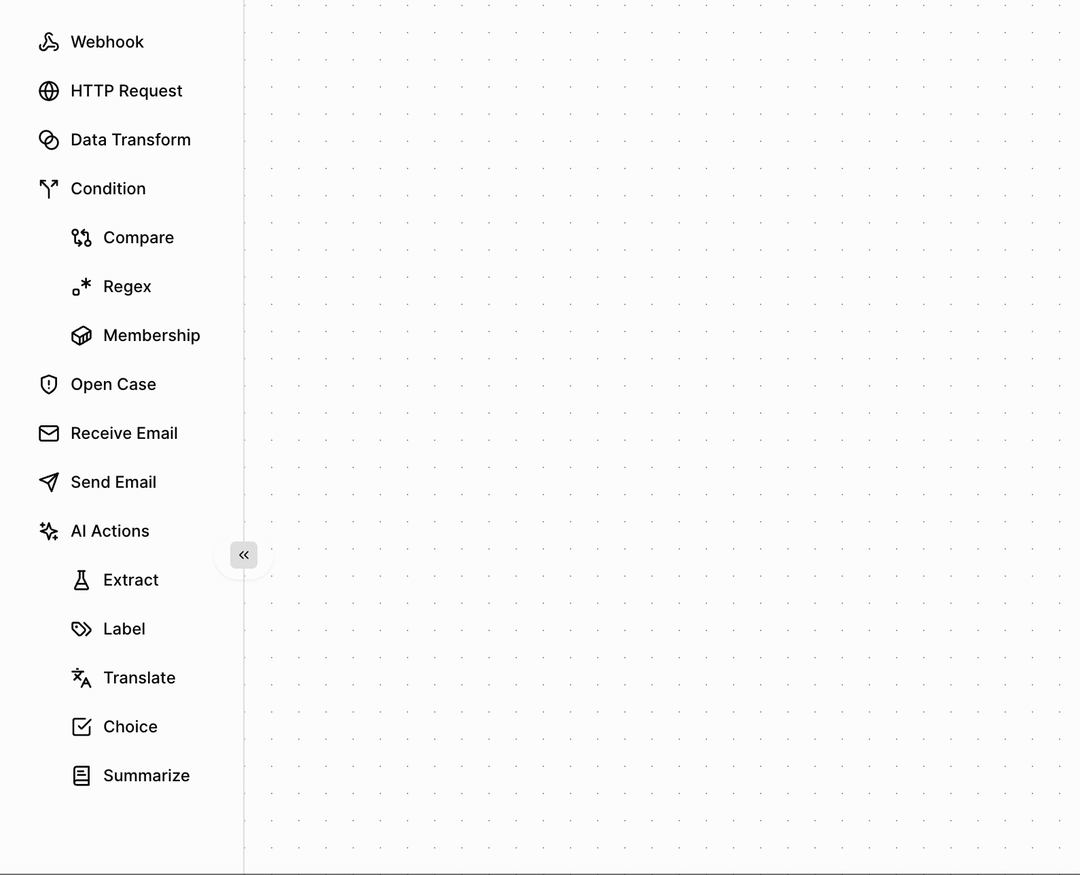 Webhook
HTTP Request
Data Transform
Condition
Compare
Regex
Membership
Open Case
Receive Email
Send Email
AI Actions
Extract
Label
Translate
Choice
Summarize